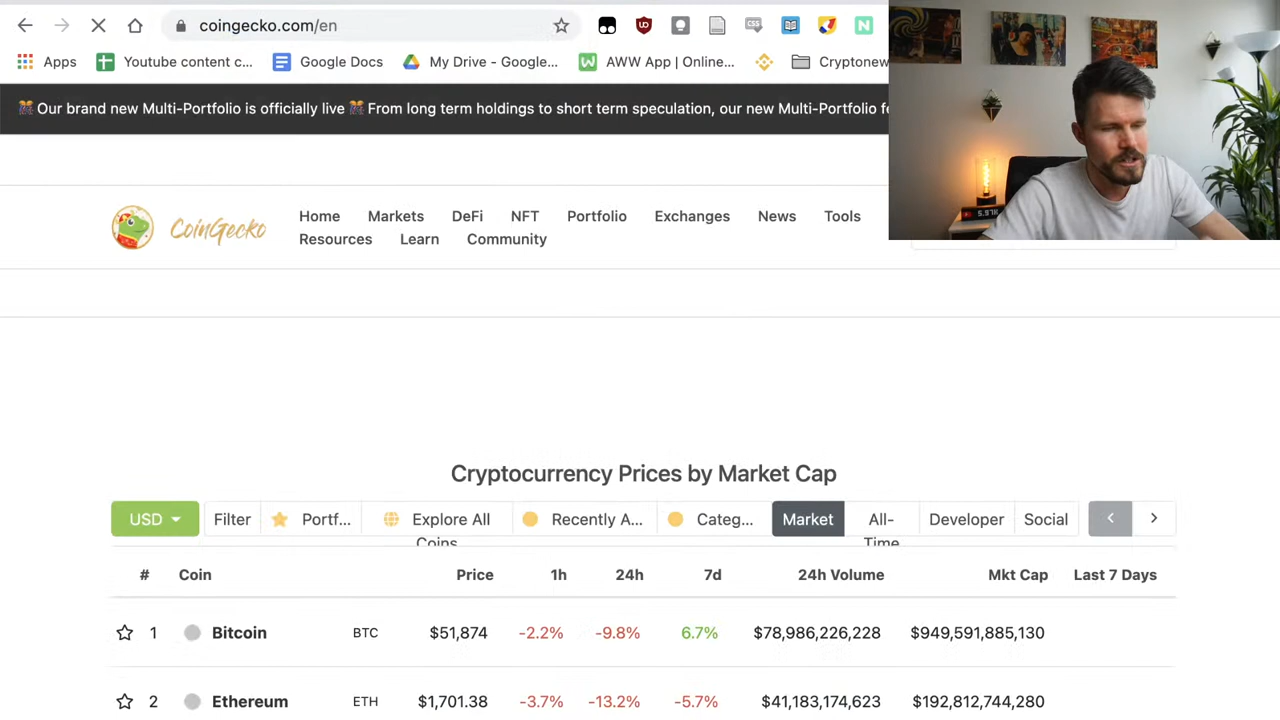 coingecko.com/en
Apps Youtube content c... Google Docs My Drive - Google... AWW App | Online... Cryptonew
Our brand new Multi-Portfolio is officially live From long term holdings to short term speculation, our new Multi-Portfolio fe
CoinGecko
Home Markets DeFi NFT Portfolio Exchanges News Tools
Resources Learn Community
Cryptocurrency Prices by Market Cap
USD Filter Portf... Explore All Coins Recently A... Categ... Market All-Time Developer Social
# Coin Price 1h 24h 7d 24h Volume Mkt Cap Last 7 Days
1 Bitcoin BTC $51,874 -2.2% -9.8% 6.7% $78,986,226,228 $949,591,885,130
2 Ethereum ETH $1,701.38 -3.7% -13.2% -5.7% $41,183,174,623 $192,812,744,280